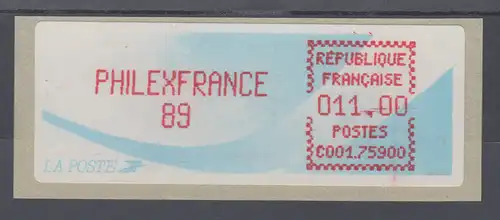 PHILEXFRANCE
89
RÉPUBLIQUE
FRANÇAISE
011.00
POSTES
C001.75900
LA POSTE